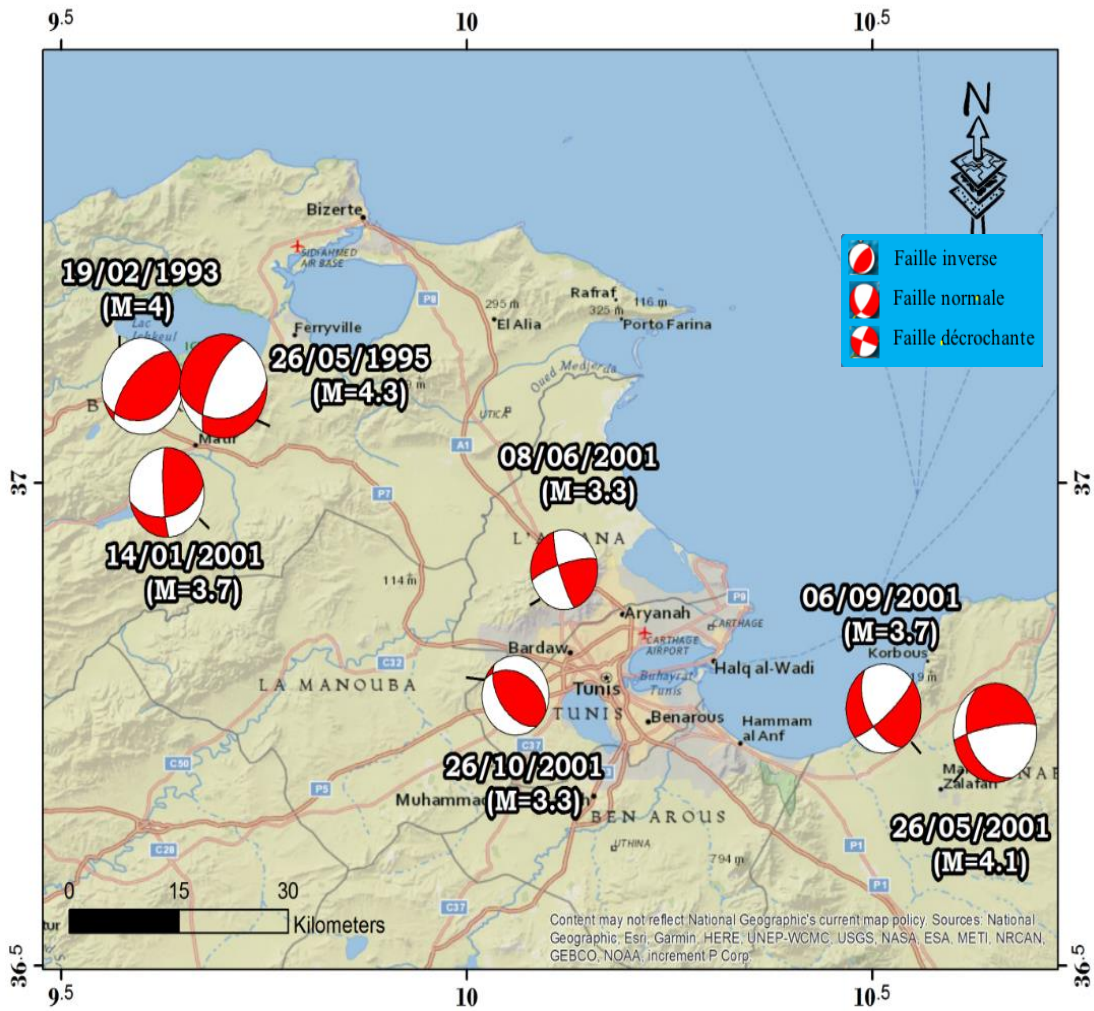 9.5 10 10.5
N
Bizerte
SIDI AHMED
AIR BASE
19/02/1993
(M=4)
P8
Faille inverse
Faille normale
Faille décrochante
295 m
El Alia
Rafraf
116 m
325 m
Porto Farina
Ferryville
26/05/1995
(M=4.3)
Oued Medjerda
UTICA
A1
Matir
37 37
P7
08/06/2001
(M=3.3)
14/01/2001
(M=3.7)
114 m
Aryanah
P9
CARTHAGE
CARTHAGE
AIRPORT
06/09/2001
(M=3.7)
Korbous
Bardaw
C32
Halq al-Wadi
LA MANOUBA
Buhayrat
Tunis
Tunis
TUNIS
Benarous
Hammam
al Anf
C37
C50
26/10/2001
(M=3.3)
P5
Zalafan
BEN AROUS
26/05/2001
(M=4.1)
UTHINA
C28
794 m
P1
P1
0 15 30
Kilometers
C37
Content may not reflect National Geographic's current map policy. Sources: National
Geographic, Esri, Garmin, HERE, UNEP-WCMC, USGS, NASA, ESA, METI, NRCAN,
GEBCO, NOAA, increment P Corp.
36.5 36.5
9.5 10 10.5